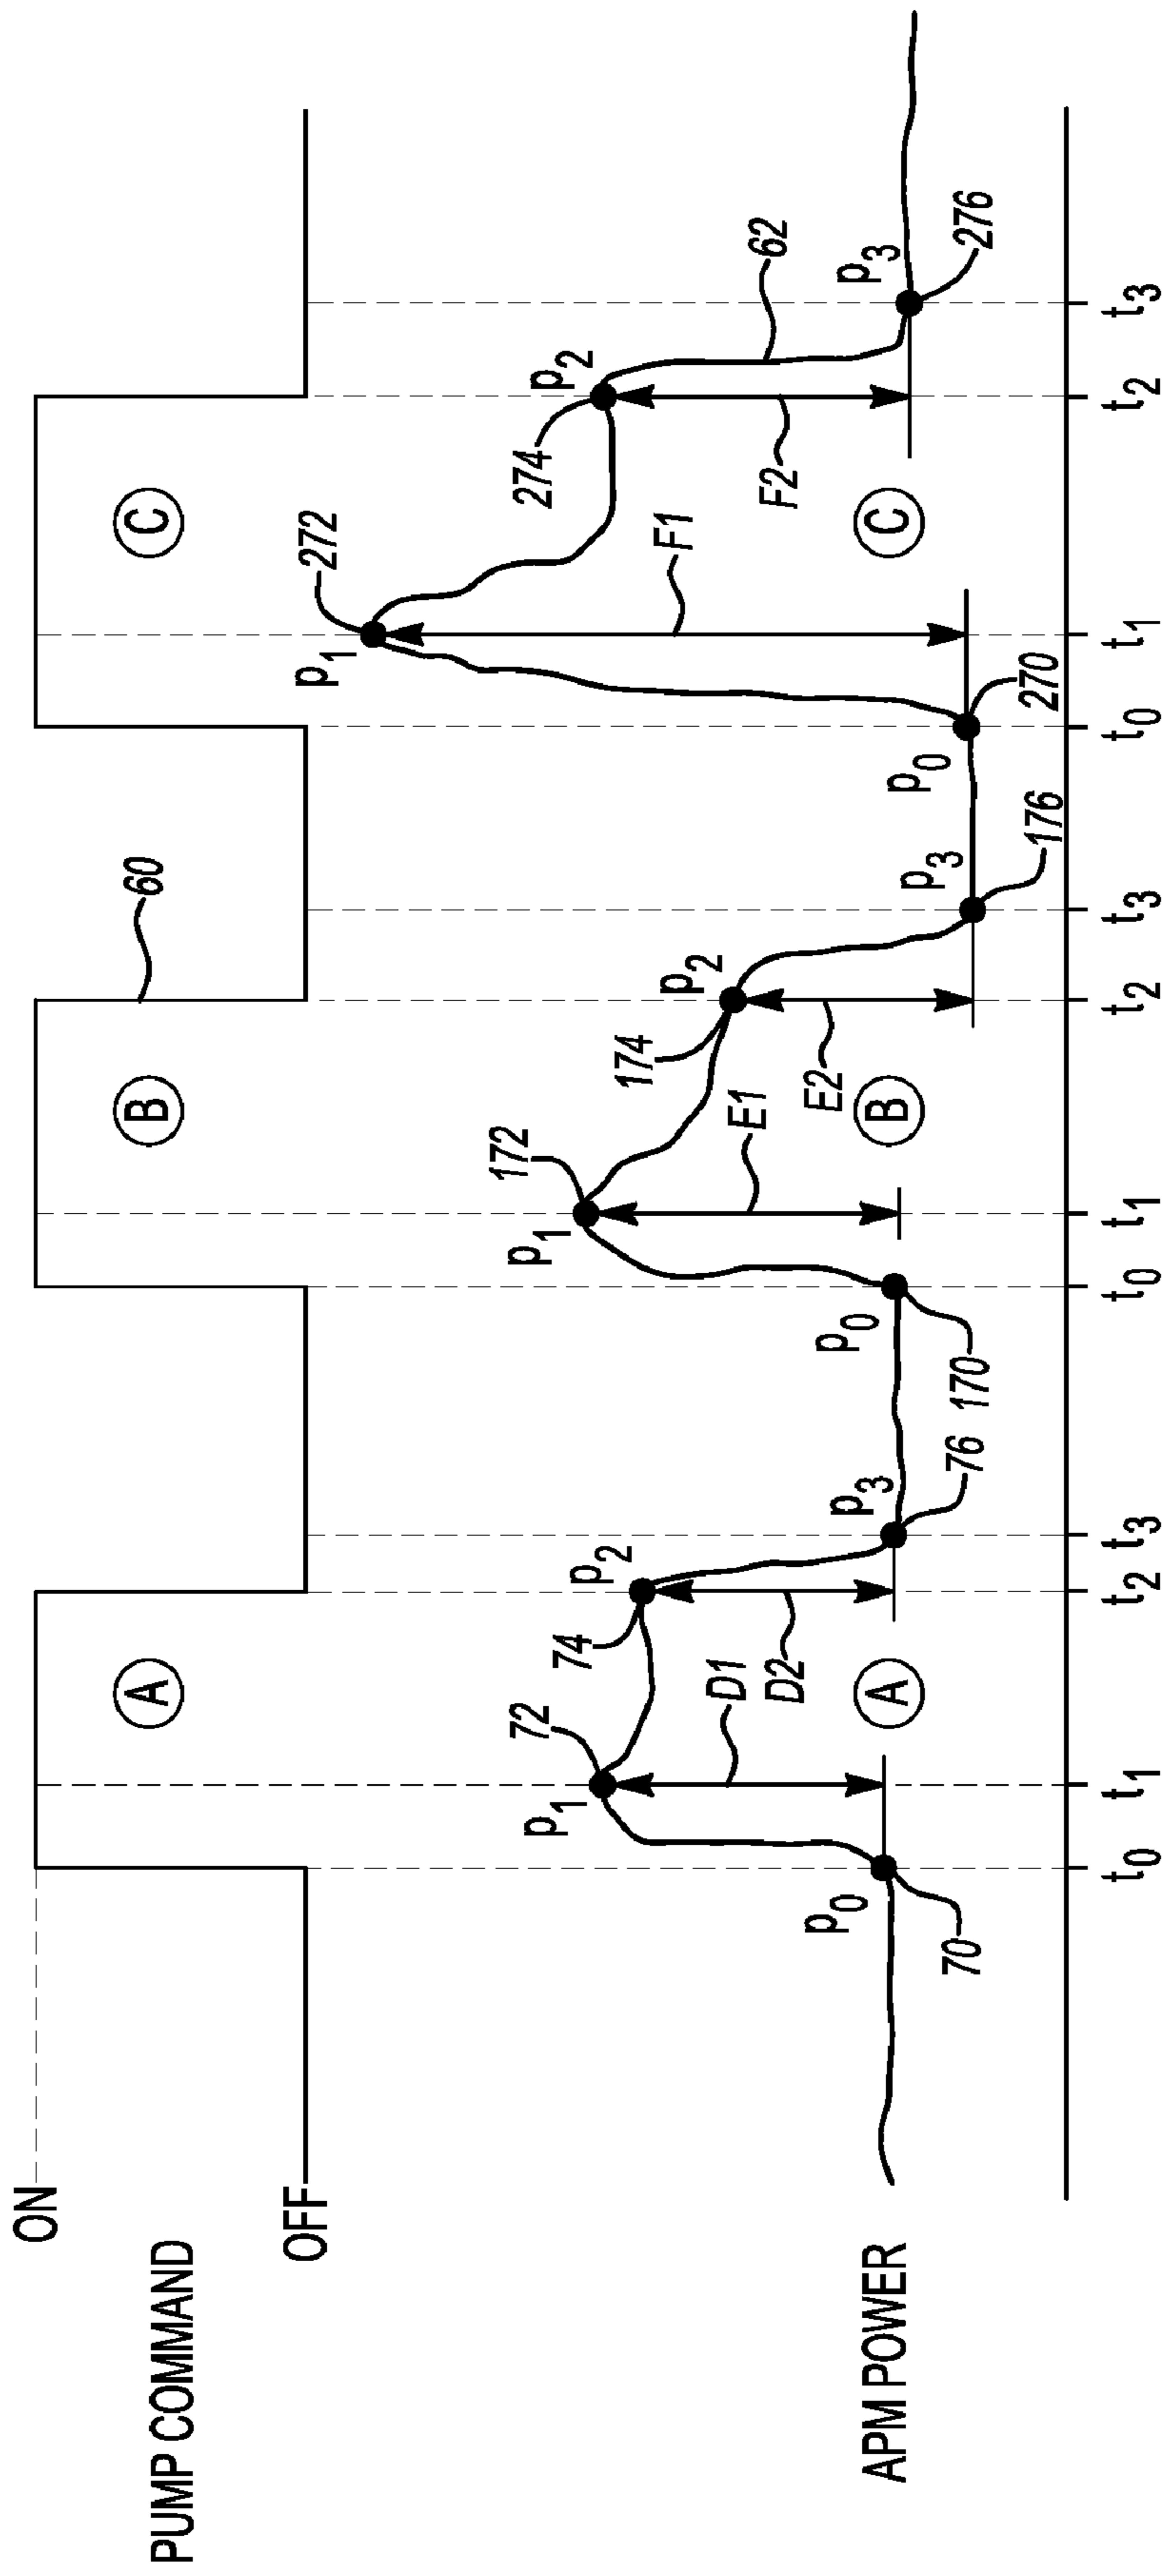 ON
PUMP COMMAND
OFF
A
B
C
60
APM POWER
70
p0
p1
72
D1
74
p2
D2
p3
76
A
170
p0
p1
172
E1
174
p2
E2
p3
176
B
270
p0
p1
272
F1
274
p2
F2
62
p3
276
C
t0 t1 t2 t3 t0 t1 t2 t3 t0 t1 t2 t3